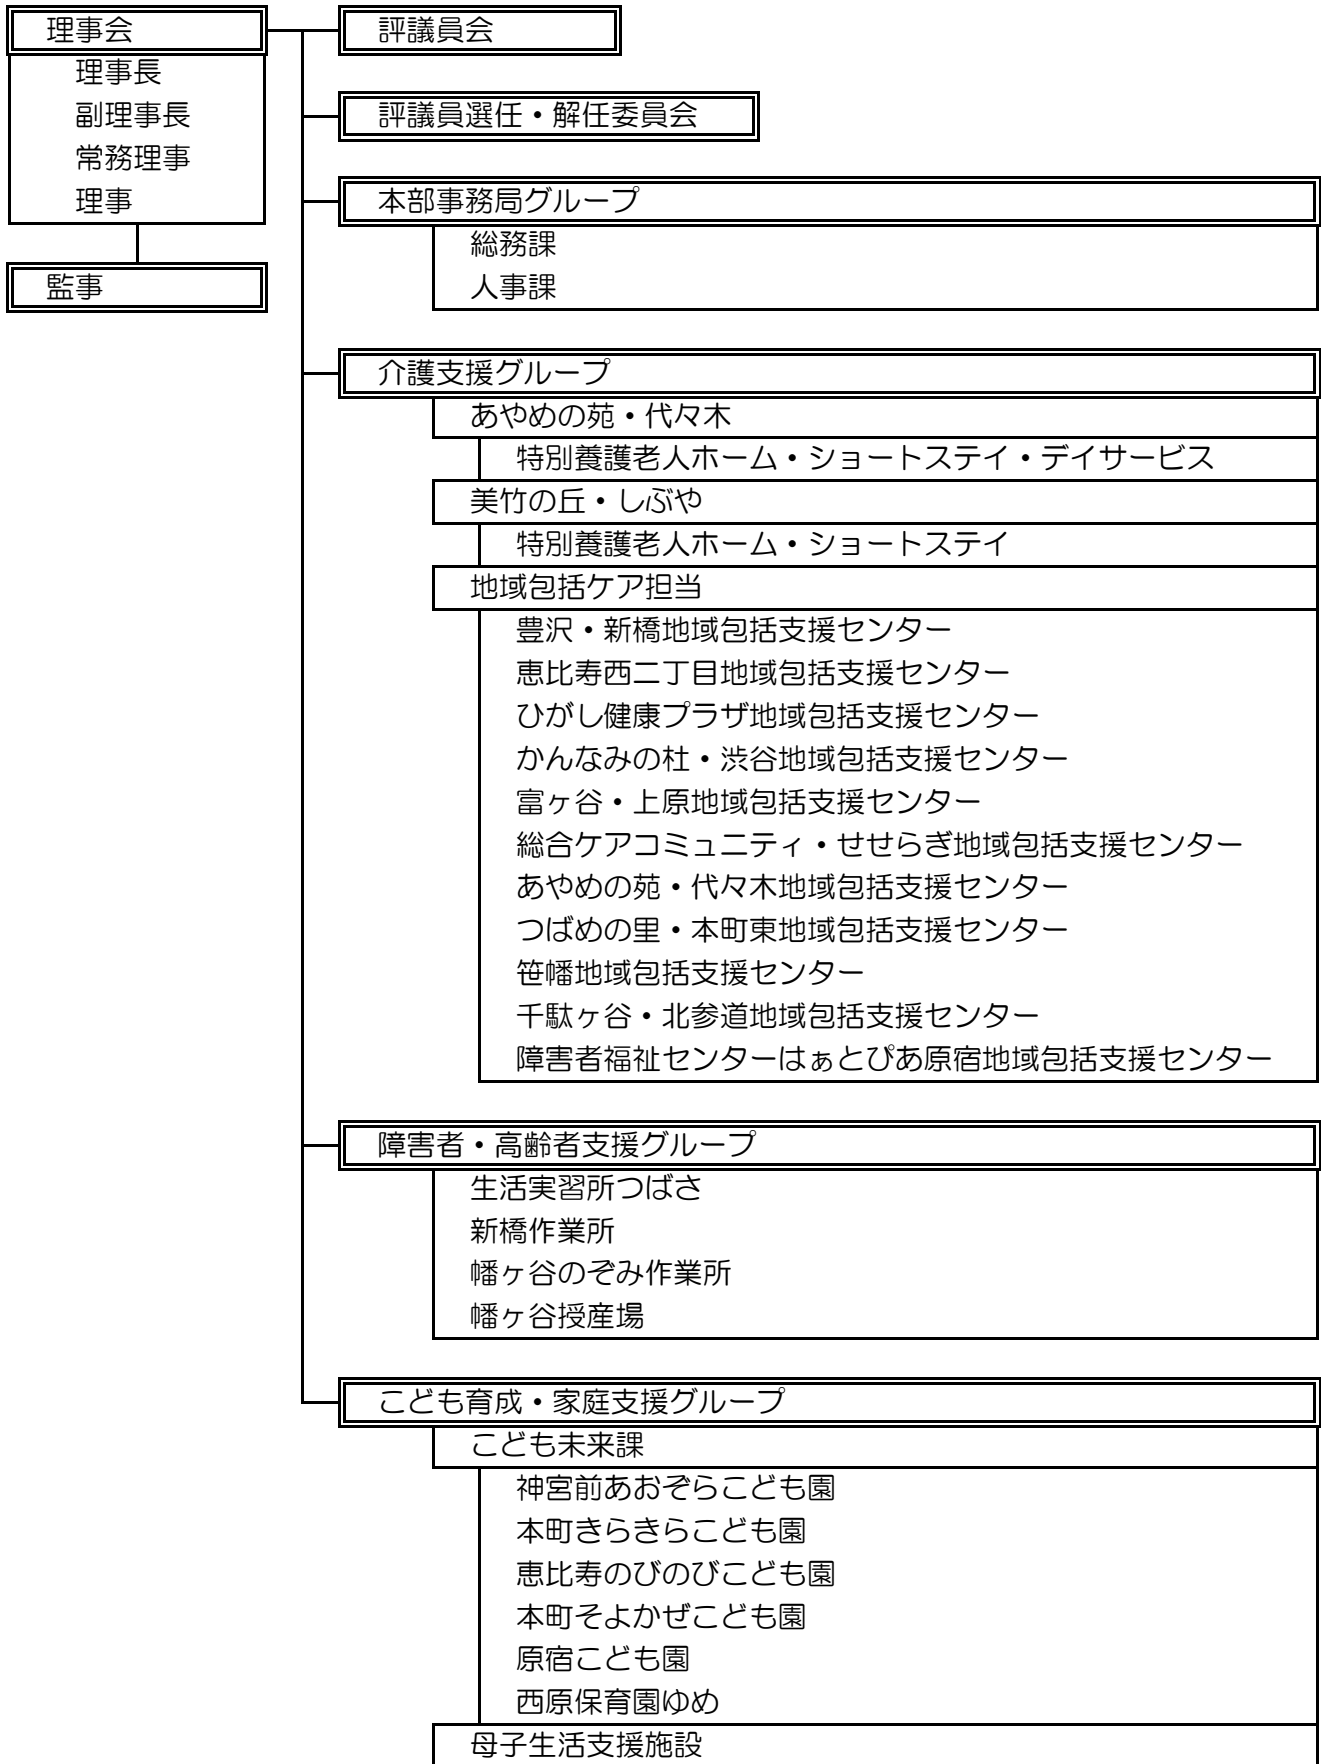 理事会
理事長
副理事長
常務理事
理事
監事
評議員会
評議員選任・解任委員会
本部事務局グループ
総務課
人事課
介護支援グループ
あやめの苑・代々木
特別養護老人ホーム・ショートステイ・デイサービス
美竹の丘・しぶや
特別養護老人ホーム・ショートステイ
地域包括ケア担当
豊沢・新橋地域包括支援センター
恵比寿西二丁目地域包括支援センター
ひがし健康プラザ地域包括支援センター
かんなみの杜・渋谷地域包括支援センター
富ヶ谷・上原地域包括支援センター
総合ケアコミュニティ・せせらぎ地域包括支援センター
あやめの苑・代々木地域包括支援センター
つばめの里・本町東地域包括支援センター
笹幡地域包括支援センター
千駄ヶ谷・北参道地域包括支援センター
障害者福祉センターはぁとぴあ原宿地域包括支援センター
障害者・高齢者支援グループ
生活実習所つばさ
新橋作業所
幡ヶ谷のぞみ作業所
幡ヶ谷授産場
こども育成・家庭支援グループ
こども未来課
神宮前あおぞらこども園
本町きらきらこども園
恵比寿のびのびこども園
本町そよかぜこども園
原宿こども園
西原保育園ゆめ
母子生活支援施設